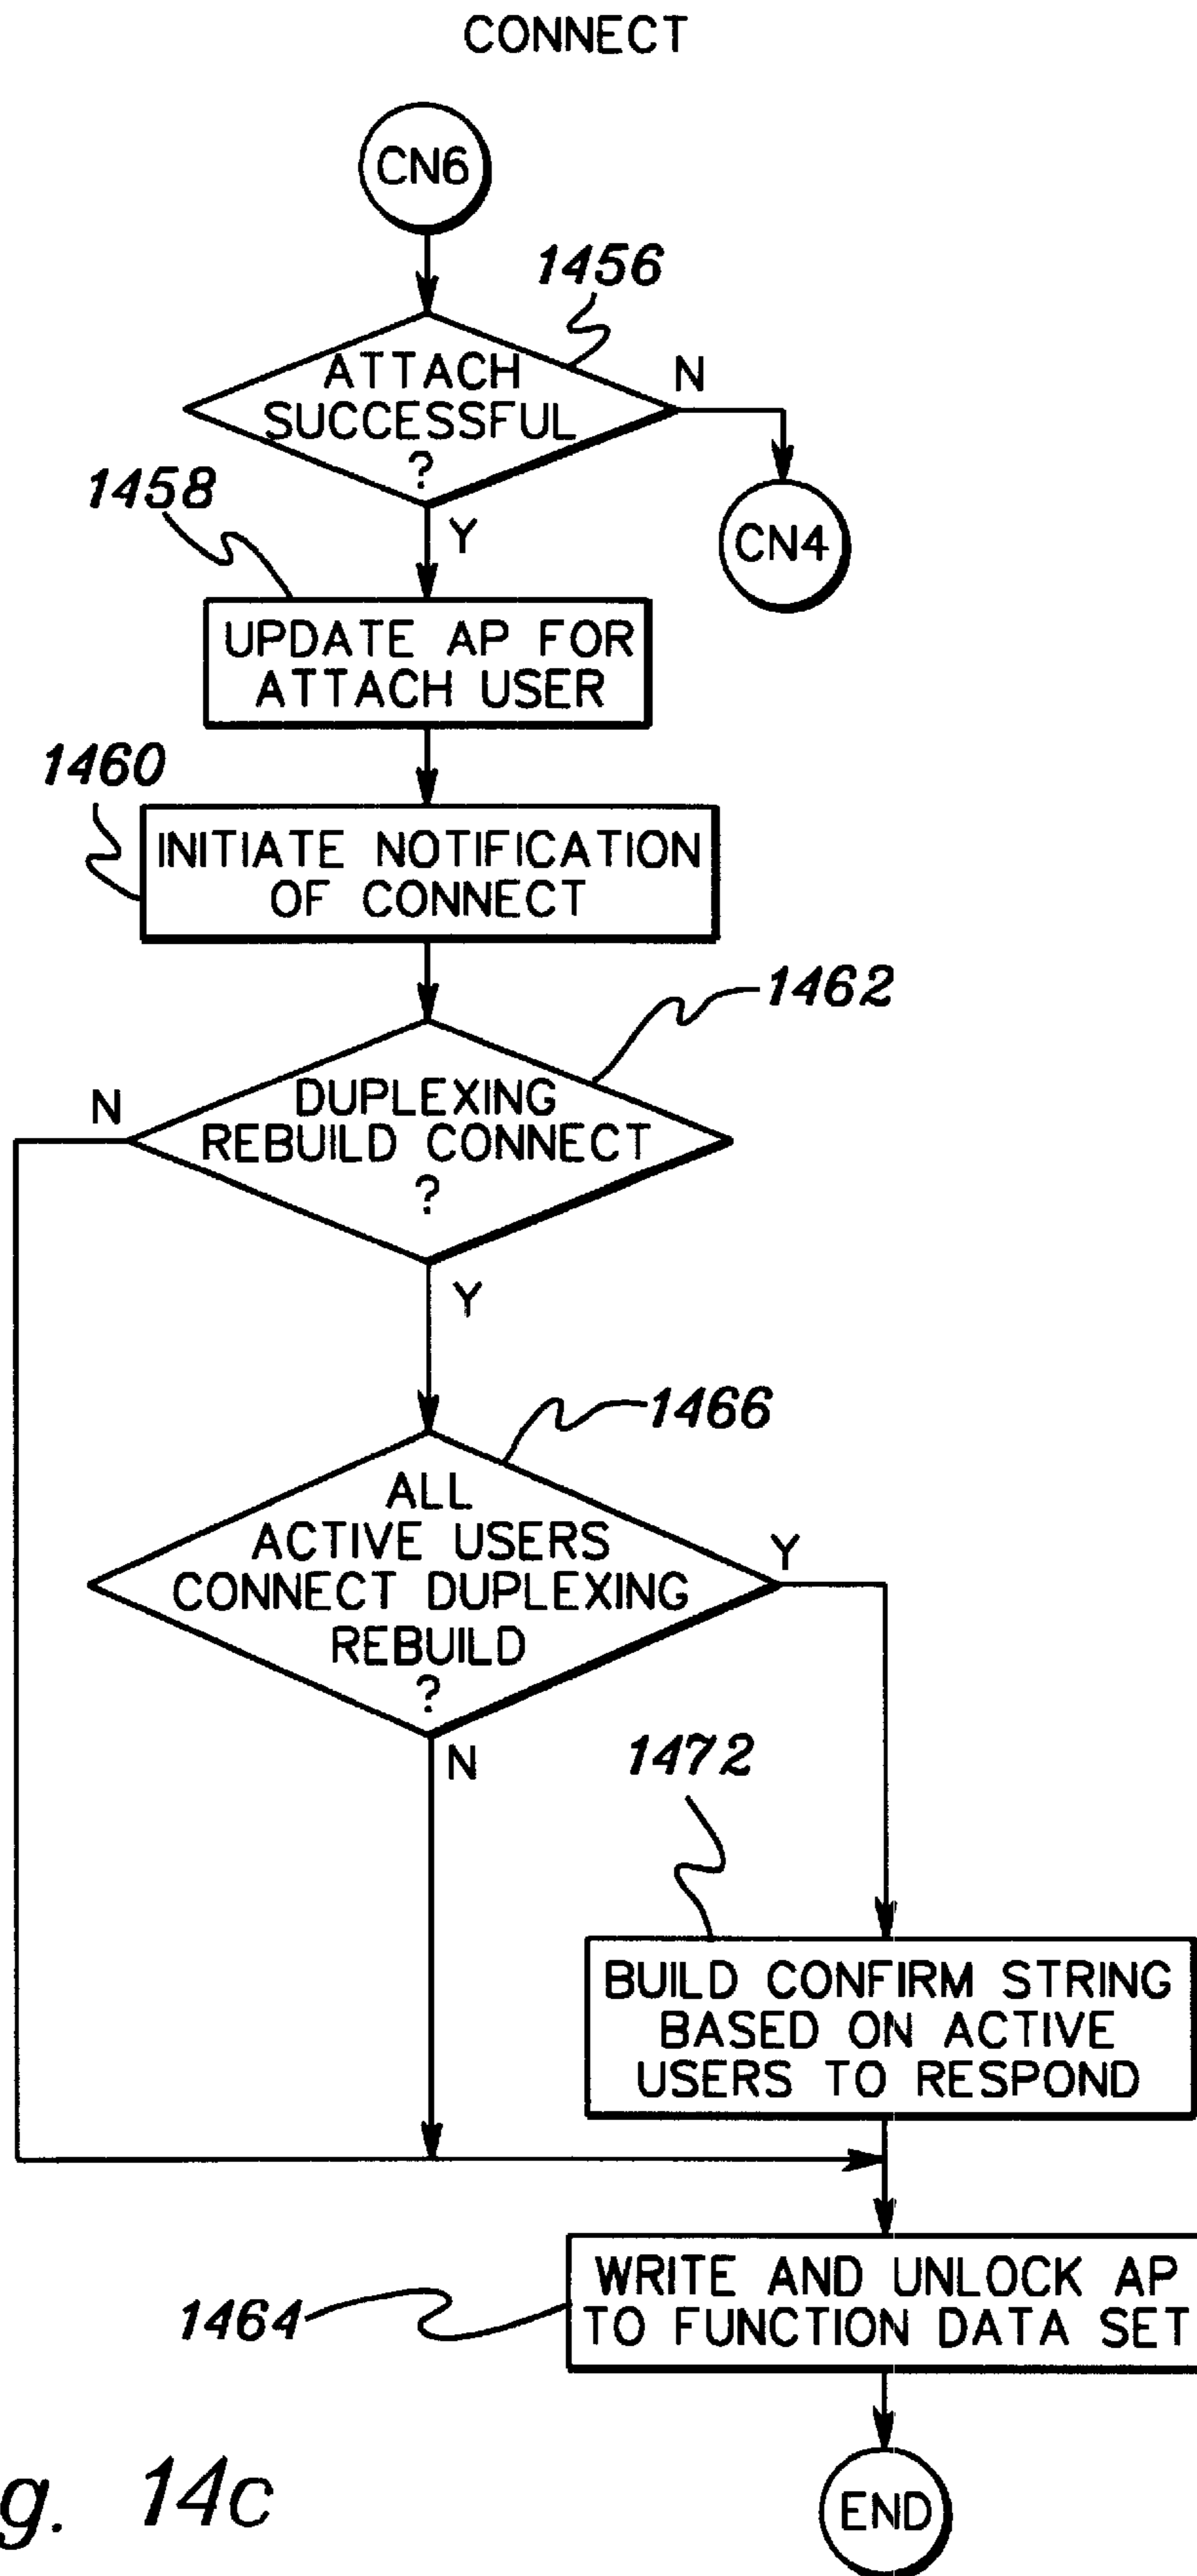 CONNECT
CN6
1456
ATTACH
SUCCESSFUL
?
N
CN4
1458
Y
UPDATE AP FOR
ATTACH USER
1460
INITIATE NOTIFICATION
OF CONNECT
1462
DUPLEXING
REBUILD CONNECT
?
N
Y
1466
ALL
ACTIVE USERS
CONNECT DUPLEXING
REBUILD
?
Y
N
1472
BUILD CONFIRM STRING
BASED ON ACTIVE
USERS TO RESPOND
WRITE AND UNLOCK AP
TO FUNCTION DATA SET
1464
END
g. 14c